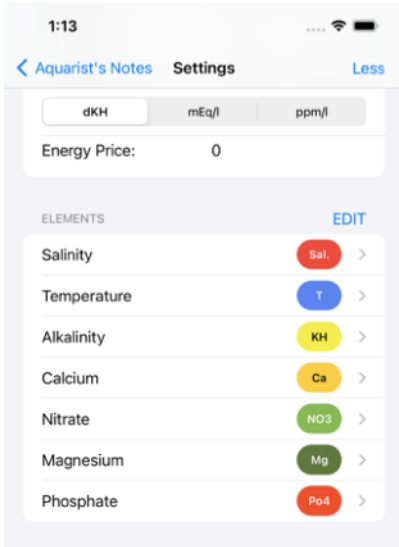 1:13
Aquarist's Notes Settings Less
dKH mEq/l ppm/l
Energy Price: 0
ELEMENTS EDIT
Salinity Sal.
Temperature T
Alkalinity KH
Calcium Ca
Nitrate NO3
Magnesium Mg
Phosphate Po4